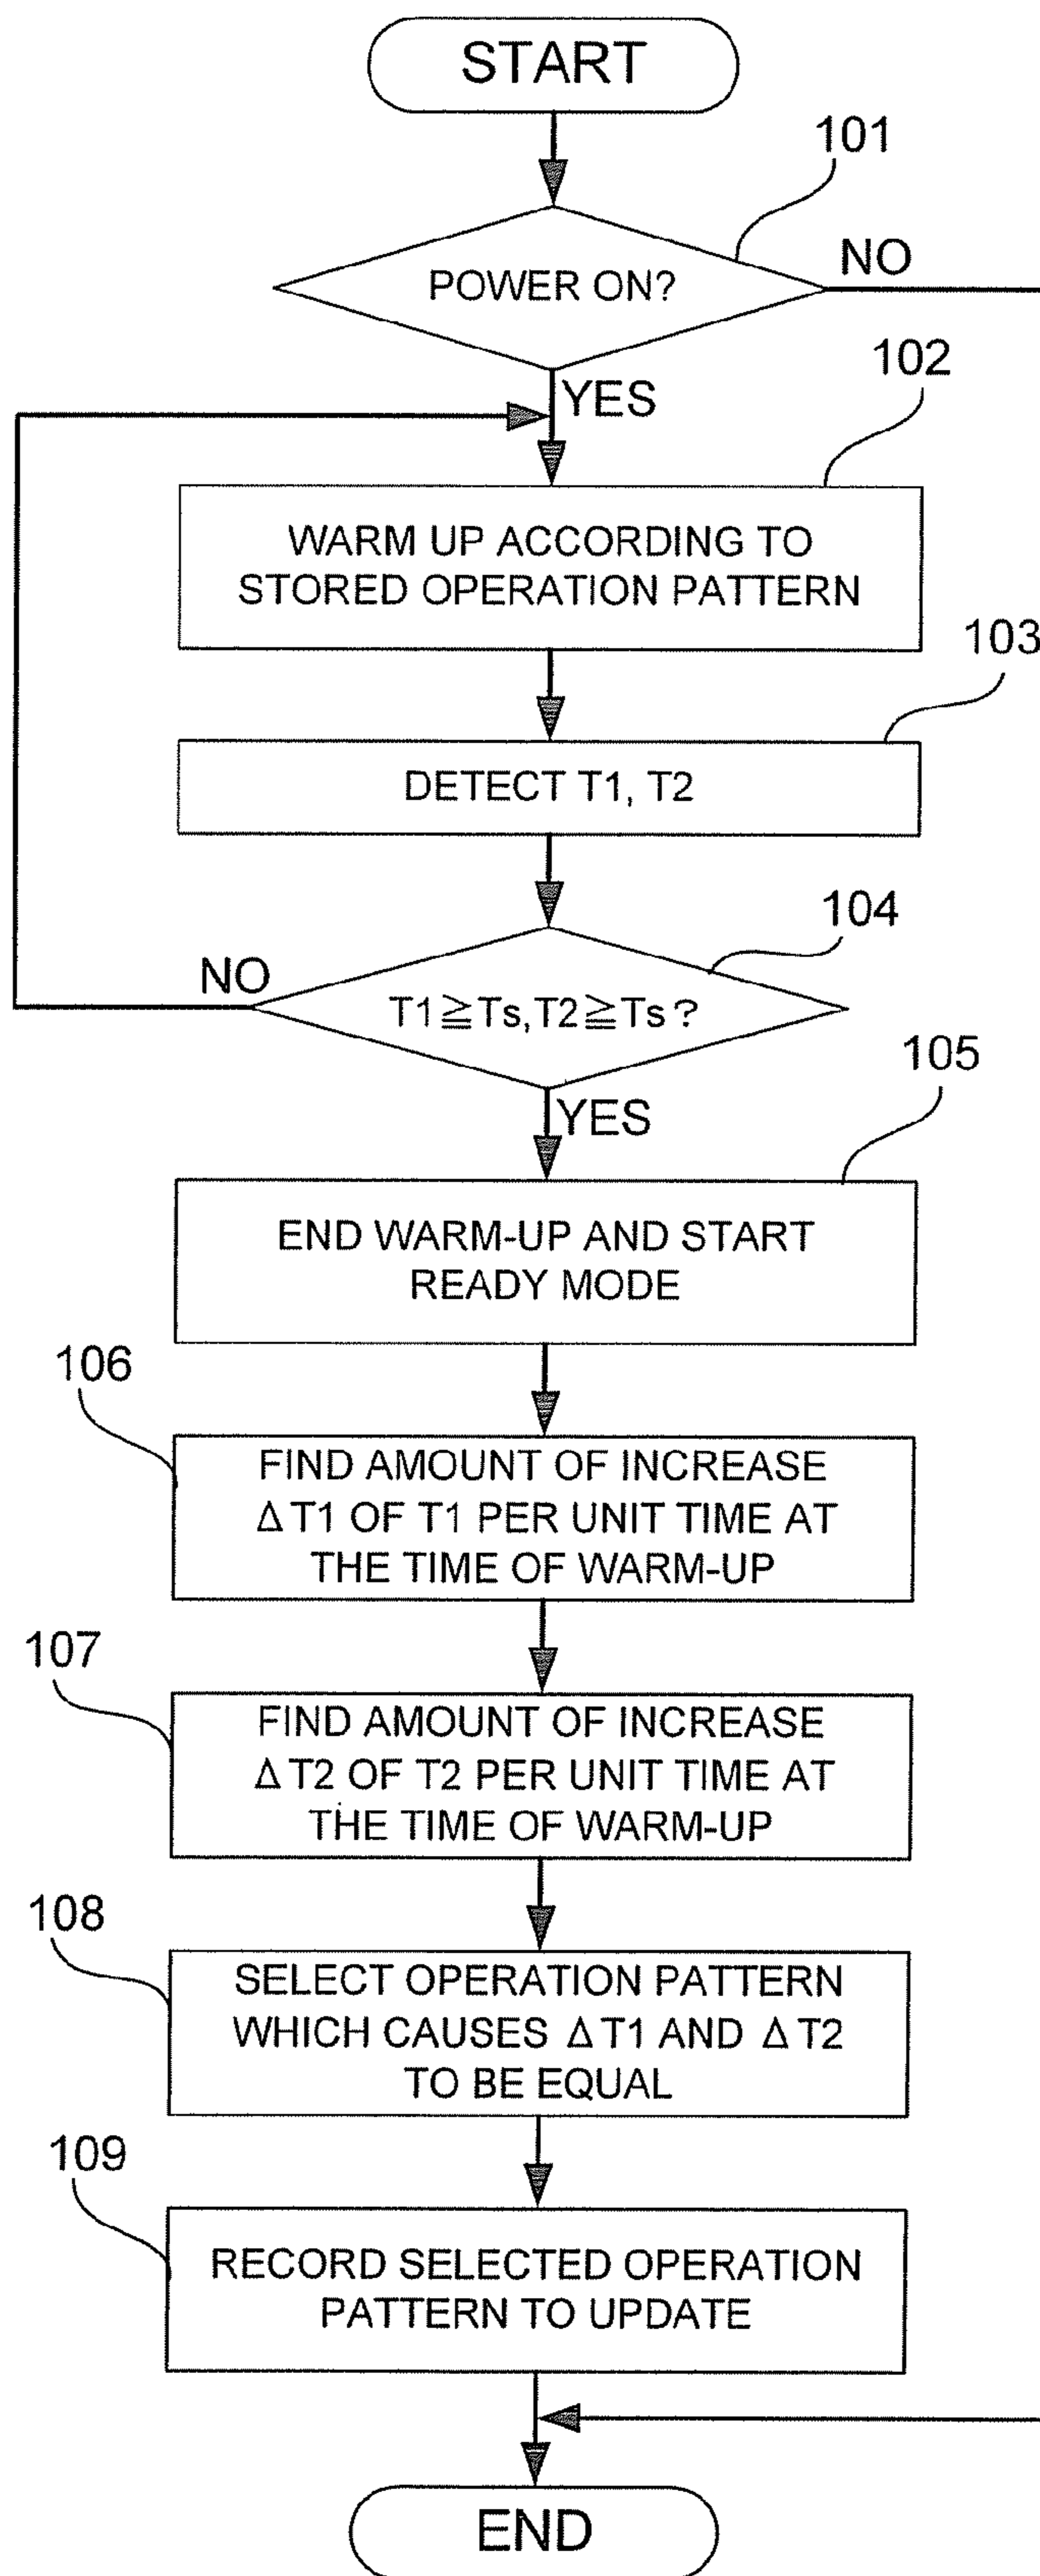 START
101
POWER ON?
NO
YES
102
WARM UP ACCORDING TO
STORED OPERATION PATTERN
103
DETECT T1, T2
104
NO
T1≧Ts,T2≧Ts?
YES
105
END WARM-UP AND START
READY MODE
106
FIND AMOUNT OF INCREASE
ΔT1 OF T1 PER UNIT TIME AT
THE TIME OF WARM-UP
107
FIND AMOUNT OF INCREASE
ΔT2 OF T2 PER UNIT TIME AT
THE TIME OF WARM-UP
108
SELECT OPERATION PATTERN
WHICH CAUSES ΔT1 AND ΔT2
TO BE EQUAL
109
RECORD SELECTED OPERATION
PATTERN TO UPDATE
END